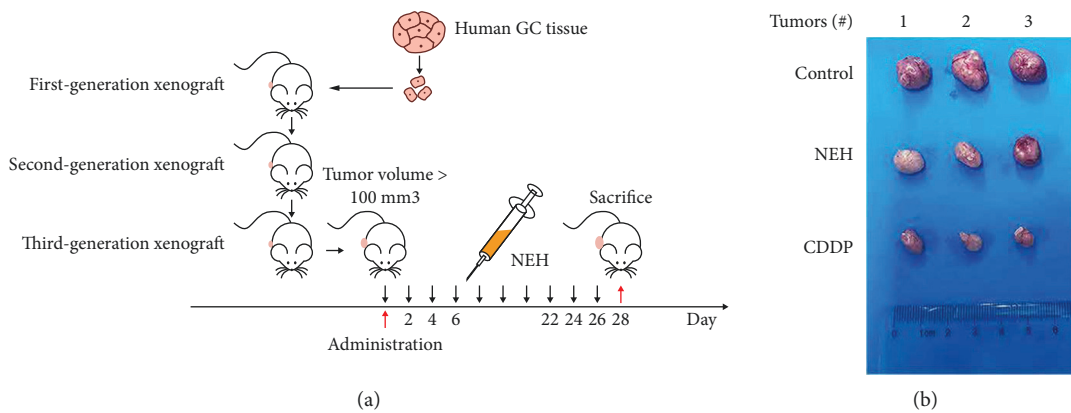 Human GC tissue
First-generation xenograft
Second-generation xenograft
Tumor volume >
100 mm3
Sacrifice
Third-generation xenograft
NEH
2 4 6 22 24 26 28 Day
Administration
(a)
Tumors (#) 1 2 3
Control
NEH
CDDP
(b)